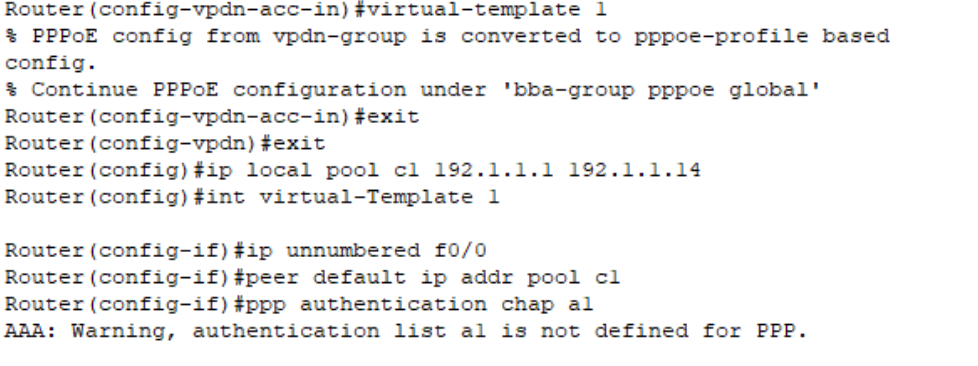 Router(config-vpdn-acc-in)#virtual-template 1
% PPPoE config from vpdn-group is converted to pppoe-profile based
config.
% Continue PPPoE configuration under 'bba-group pppoe global'
Router(config-vpdn-acc-in)#exit
Router(config-vpdn)#exit
Router(config)#ip local pool c1 192.1.1.1 192.1.1.14
Router(config)#int virtual-Template 1
Router(config-if)#ip unnumbered f0/0
Router(config-if)#peer default ip addr pool c1
Router(config-if)#ppp authentication chap a1
AAA: Warning, authentication list a1 is not defined for PPP.